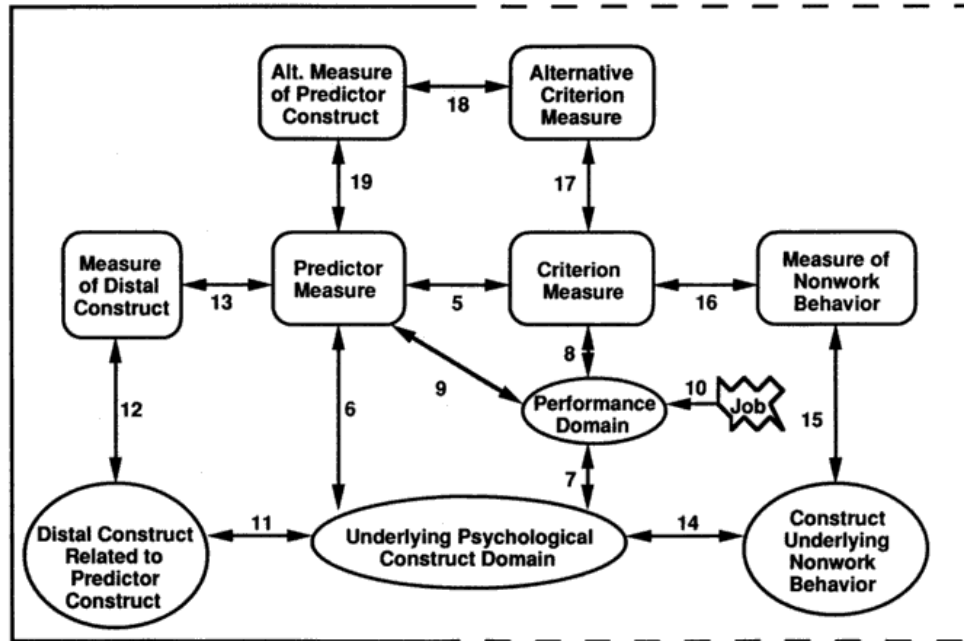 Alt. Measure
of Predictor
Construct
18
Alternative
Criterion
Measure
19
17
Measure
of Distal
Construct
13
Predictor
Measure
5
Criterion
Measure
16
Measure of
Nonwork
Behavior
12
6
9
8
Performance
Domain
10
Job
15
7
Distal Construct
Related to
Predictor
Construct
11
Underlying Psychological
Construct Domain
14
Construct
Underlying
Nonwork
Behavior